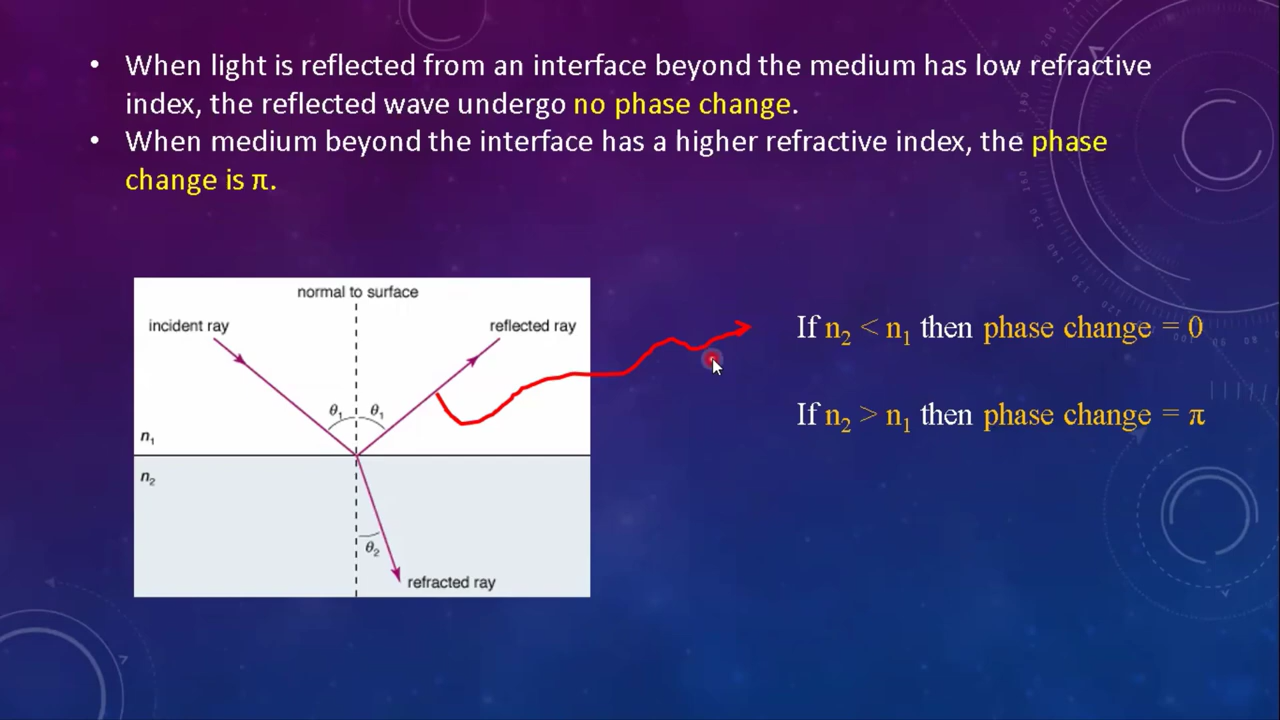 • When light is reflected from an interface beyond the medium has low refractive
index, the reflected wave undergo no phase change.
• When medium beyond the interface has a higher refractive index, the phase
change is π.
normal to surface
incident ray
reflected ray
θ₁ θ₁
n₁
n₂
θ₂
refracted ray
If n₂ < n₁ then phase change = 0
If n₂ > n₁ then phase change = π